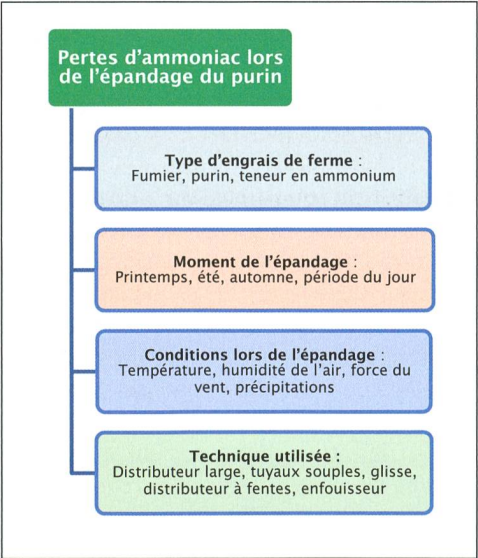 Pertes d'ammoniac lors
de l'épandage du purin
Type d'engrais de ferme :
Fumier, purin, teneur en ammonium
Moment de l'épandage :
Printemps, été, automne, période du jour
Conditions lors de l'épandage :
Température, humidité de l'air, force du
vent, précipitations
Technique utilisée :
Distributeur large, tuyaux souples, glisse,
distributeur à fentes, enfouisseur